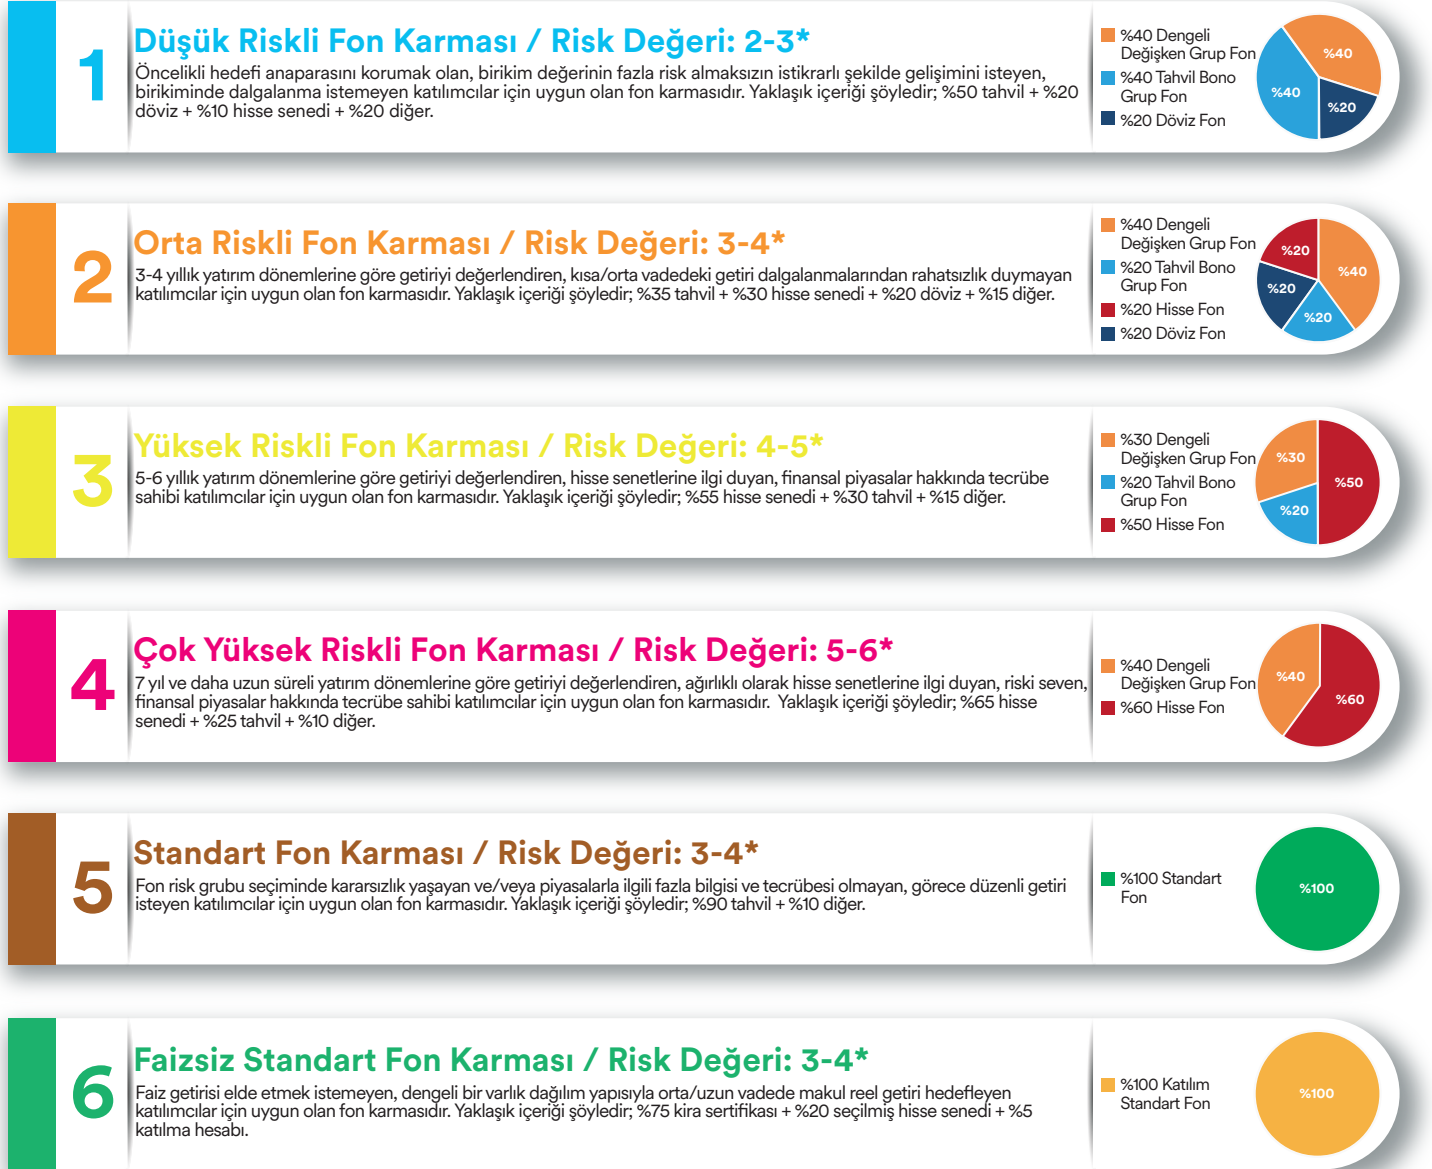 1
Düşük Riskli Fon Karması / Risk Değeri: 2-3*
Öncelikli hedefi anaparasını korumak olan, birikim değerinin fazla risk almaksızın istikrarlı şekilde gelişimini isteyen,
birikiminde dalgalanma istemeyen katılımcılar için uygun olan fon karmasıdır. Yaklaşık içeriği şöyledir; %50 tahvil + %20
döviz + %10 hisse senedi + %20 diğer.
%40 Dengeli
Değişken Grup Fon
%40 Tahvil Bono
Grup Fon
%20 Döviz Fon
%40
%40
%20
2
Orta Riskli Fon Karması / Risk Değeri: 3-4*
3-4 yıllık yatırım dönemlerine göre getiriyi değerlendiren, kısa/orta vadedeki getiri dalgalanmalarından rahatsızlık duymayan
katılımcılar için uygun olan fon karmasıdır. Yaklaşık içeriği şöyledir; %35 tahvil + %30 hisse senedi + %20 döviz + %15 diğer.
%40 Dengeli
Değişken Grup Fon
%20 Tahvil Bono
Grup Fon
%20 Hisse Fon
%20 Döviz Fon
%20
%40
%20
%20
3
Yüksek Riskli Fon Karması / Risk Değeri: 4-5*
5-6 yıllık yatırım dönemlerine göre getiriyi değerlendiren, hisse senetlerine ilgi duyan, finansal piyasalar hakkında tecrübe
sahibi katılımcılar için uygun olan fon karmasıdır. Yaklaşık içeriği şöyledir; %55 hisse senedi + %30 tahvil + %15 diğer.
%30 Dengeli
Değişken Grup Fon
%20 Tahvil Bono
Grup Fon
%50 Hisse Fon
%30
%50
%20
4
Çok Yüksek Riskli Fon Karması / Risk Değeri: 5-6*
7 yıl ve daha uzun süreli yatırım dönemlerine göre getiriyi değerlendiren, ağırlıklı olarak hisse senetlerine ilgi duyan, riski seven,
finansal piyasalar hakkında tecrübe sahibi katılımcılar için uygun olan fon karmasıdır. Yaklaşık içeriği şöyledir; %65 hisse
senedi + %25 tahvil + %10 diğer.
%40 Dengeli
Değişken Grup Fon
%60 Hisse Fon
%40
%60
5
Standart Fon Karması / Risk Değeri: 3-4*
Fon risk grubu seçiminde kararsızlık yaşayan ve/veya piyasalarla ilgili fazla bilgisi ve tecrübesi olmayan, görece düzenli getiri
isteyen katılımcılar için uygun olan fon karmasıdır. Yaklaşık içeriği şöyledir; %90 tahvil + %10 diğer.
%100 Standart
Fon
%100
6
Faizsiz Standart Fon Karması / Risk Değeri: 3-4*
Faiz getirisi elde etmek istemeyen, dengeli bir varlık dağılım yapısıyla orta/uzun vadede makul reel getiri hedefleyen
katılımcılar için uygun olan fon karmasıdır. Yaklaşık içeriği şöyledir; %75 kira sertifikası + %20 seçilmiş hisse senedi + %5
katılma hesabı.
%100 Katılım
Standart Fon
%100